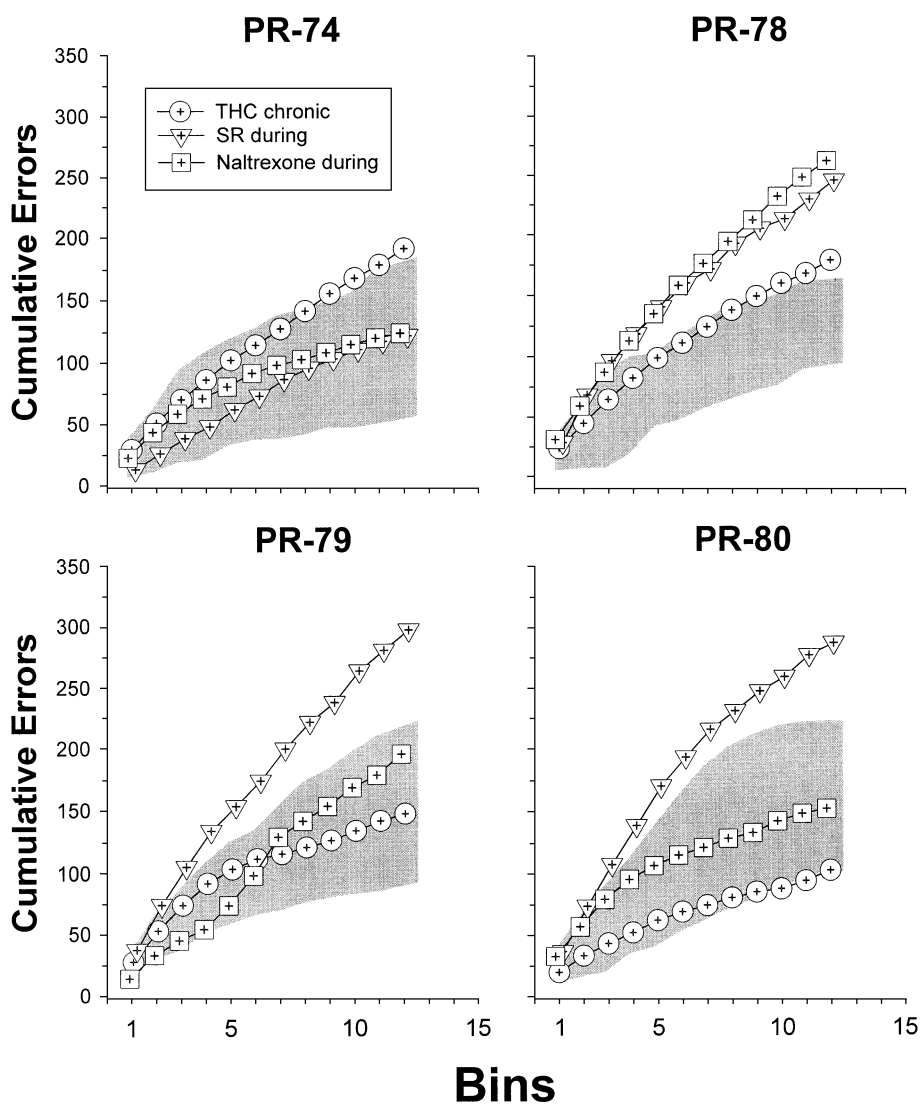 PR-74
PR-78
350
300
250
200
150
100
50
0
Cumulative Errors
THC chronic
SR during
Naltrexone during
PR-79
PR-80
350
300
250
200
150
100
50
0
Cumulative Errors
1 5 10 15
1 5 10 15
Bins